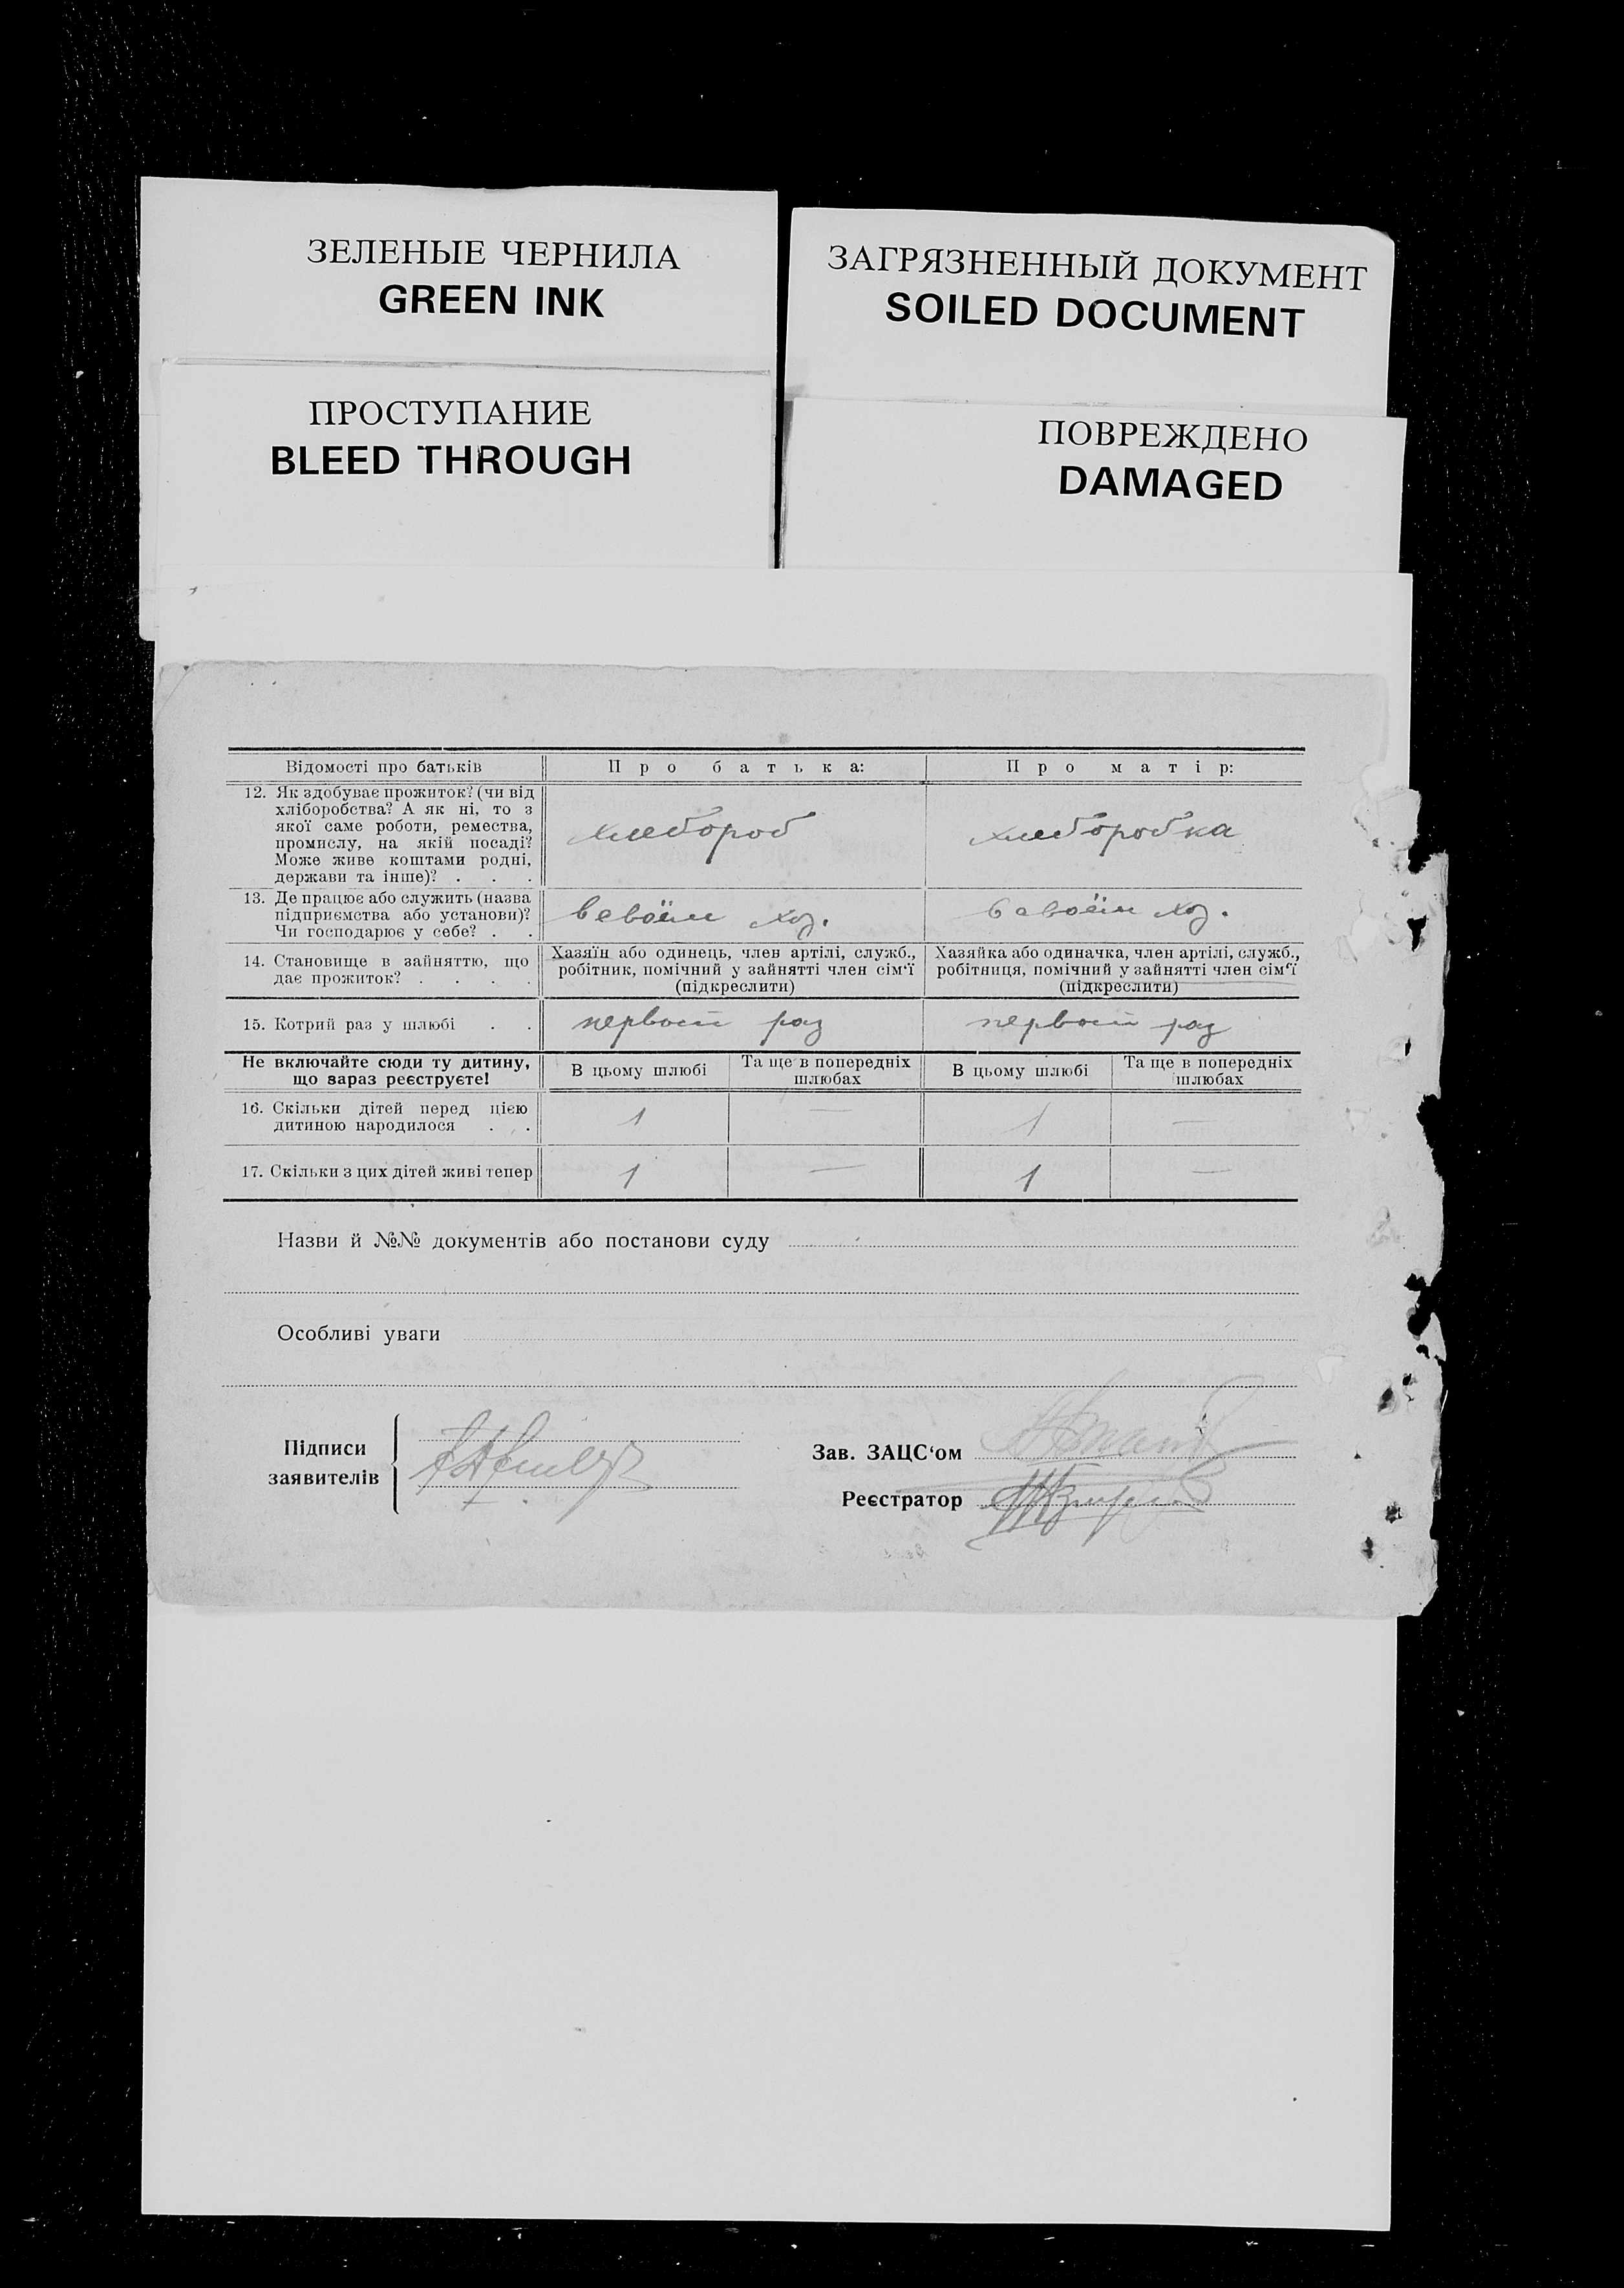 ЗЕЛЕНЫЕ ЧЕРНИЛА
GREEN INK
ЗАГРЯЗНЕННЫЙ ДОКУМЕНТ
SOILED DOCUMENT
ПРОСТУПАНИЕ
BLEED THROUGH
ПОВРЕЖДЕНО
DAMAGED
Відомості про батьків
Про батька:
Про матір:
12. Як здобуває прожиток? (чи від
хліборобства? А як ні, то з
якої саме роботи, ремества,
промислу, на якій посаді?
Може живе коштами родні,
держави та інше)? . . .
хлебороб
хлеборобка
13. Де працює або служить (назва
підприємства або установи)?
Чи господарює у себе? . .
всвоём хоз.
в своём хоз.
14. Становище в зайняттю, що
дає прожиток? . . . .
Хазяїн або одинець, член артілі, служб.,
робітник, помічний у зайнятті член сім‘ї
(підкреслити)
Хазяйка або одиначка, член артілі, служб.,
робітниця, помічний у зайнятті член сім‘ї
(підкреслити)
15. Котрий раз у шлюбі . .
первый раз
первый раз
Не включайте сюди ту дитину,
що зараз реєструєте!
В цьому шлюбі
Та ще в попередніх
шлюбах
В цьому шлюбі
Та ще в попередніх
шлюбах
16. Скільки дітей перед цією
дитиною народилося . .
1 — 1 —
17. Скільки з цих дітей живі тепер
1 — 1 —
Назви й №№ документів або постанови суду
Особливі уваги
Підписи
заявителів
Зав. ЗАЦС‘ом
Реєстратор